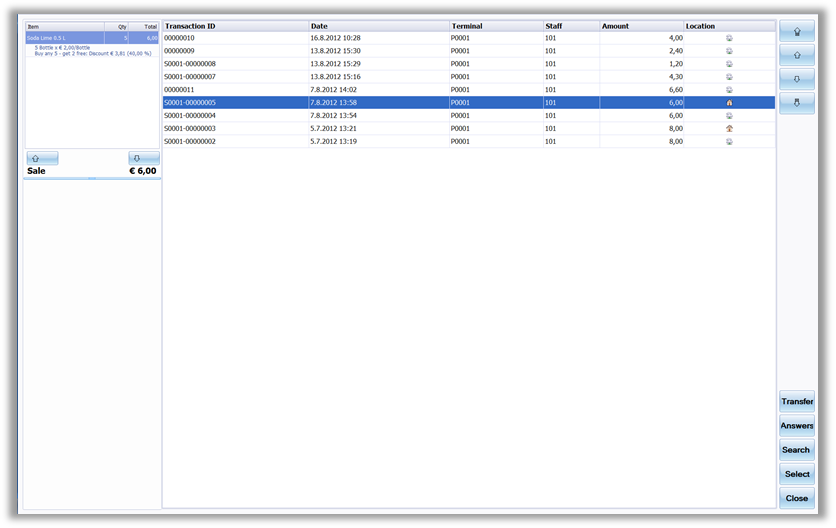 Item Qty Total
Soda Lime 0.5 L 5 6,00
5 Bottle x € 2,00/Bottle
Buy any 5 - get 2 free: Discount € 3,81 (40,00 %)
Sale € 6,00
Transaction ID Date Terminal Staff Amount Location
00000010 16.8.2012 10:28 P0001 101 4,00
00000009 13.8.2012 15:30 P0001 101 2,40
S0001-00000008 13.8.2012 15:29 P0001 101 1,20
S0001-00000007 13.8.2012 15:16 P0001 101 4,30
00000011 7.8.2012 14:02 P0001 101 6,60
S0001-00000005 7.8.2012 13:58 P0001 101 6,00
S0001-00000004 7.8.2012 13:54 P0001 101 6,00
S0001-00000003 5.7.2012 13:21 P0001 101 8,00
S0001-00000002 5.7.2012 13:19 P0001 101 8,00
Transfer
Answers
Search
Select
Close